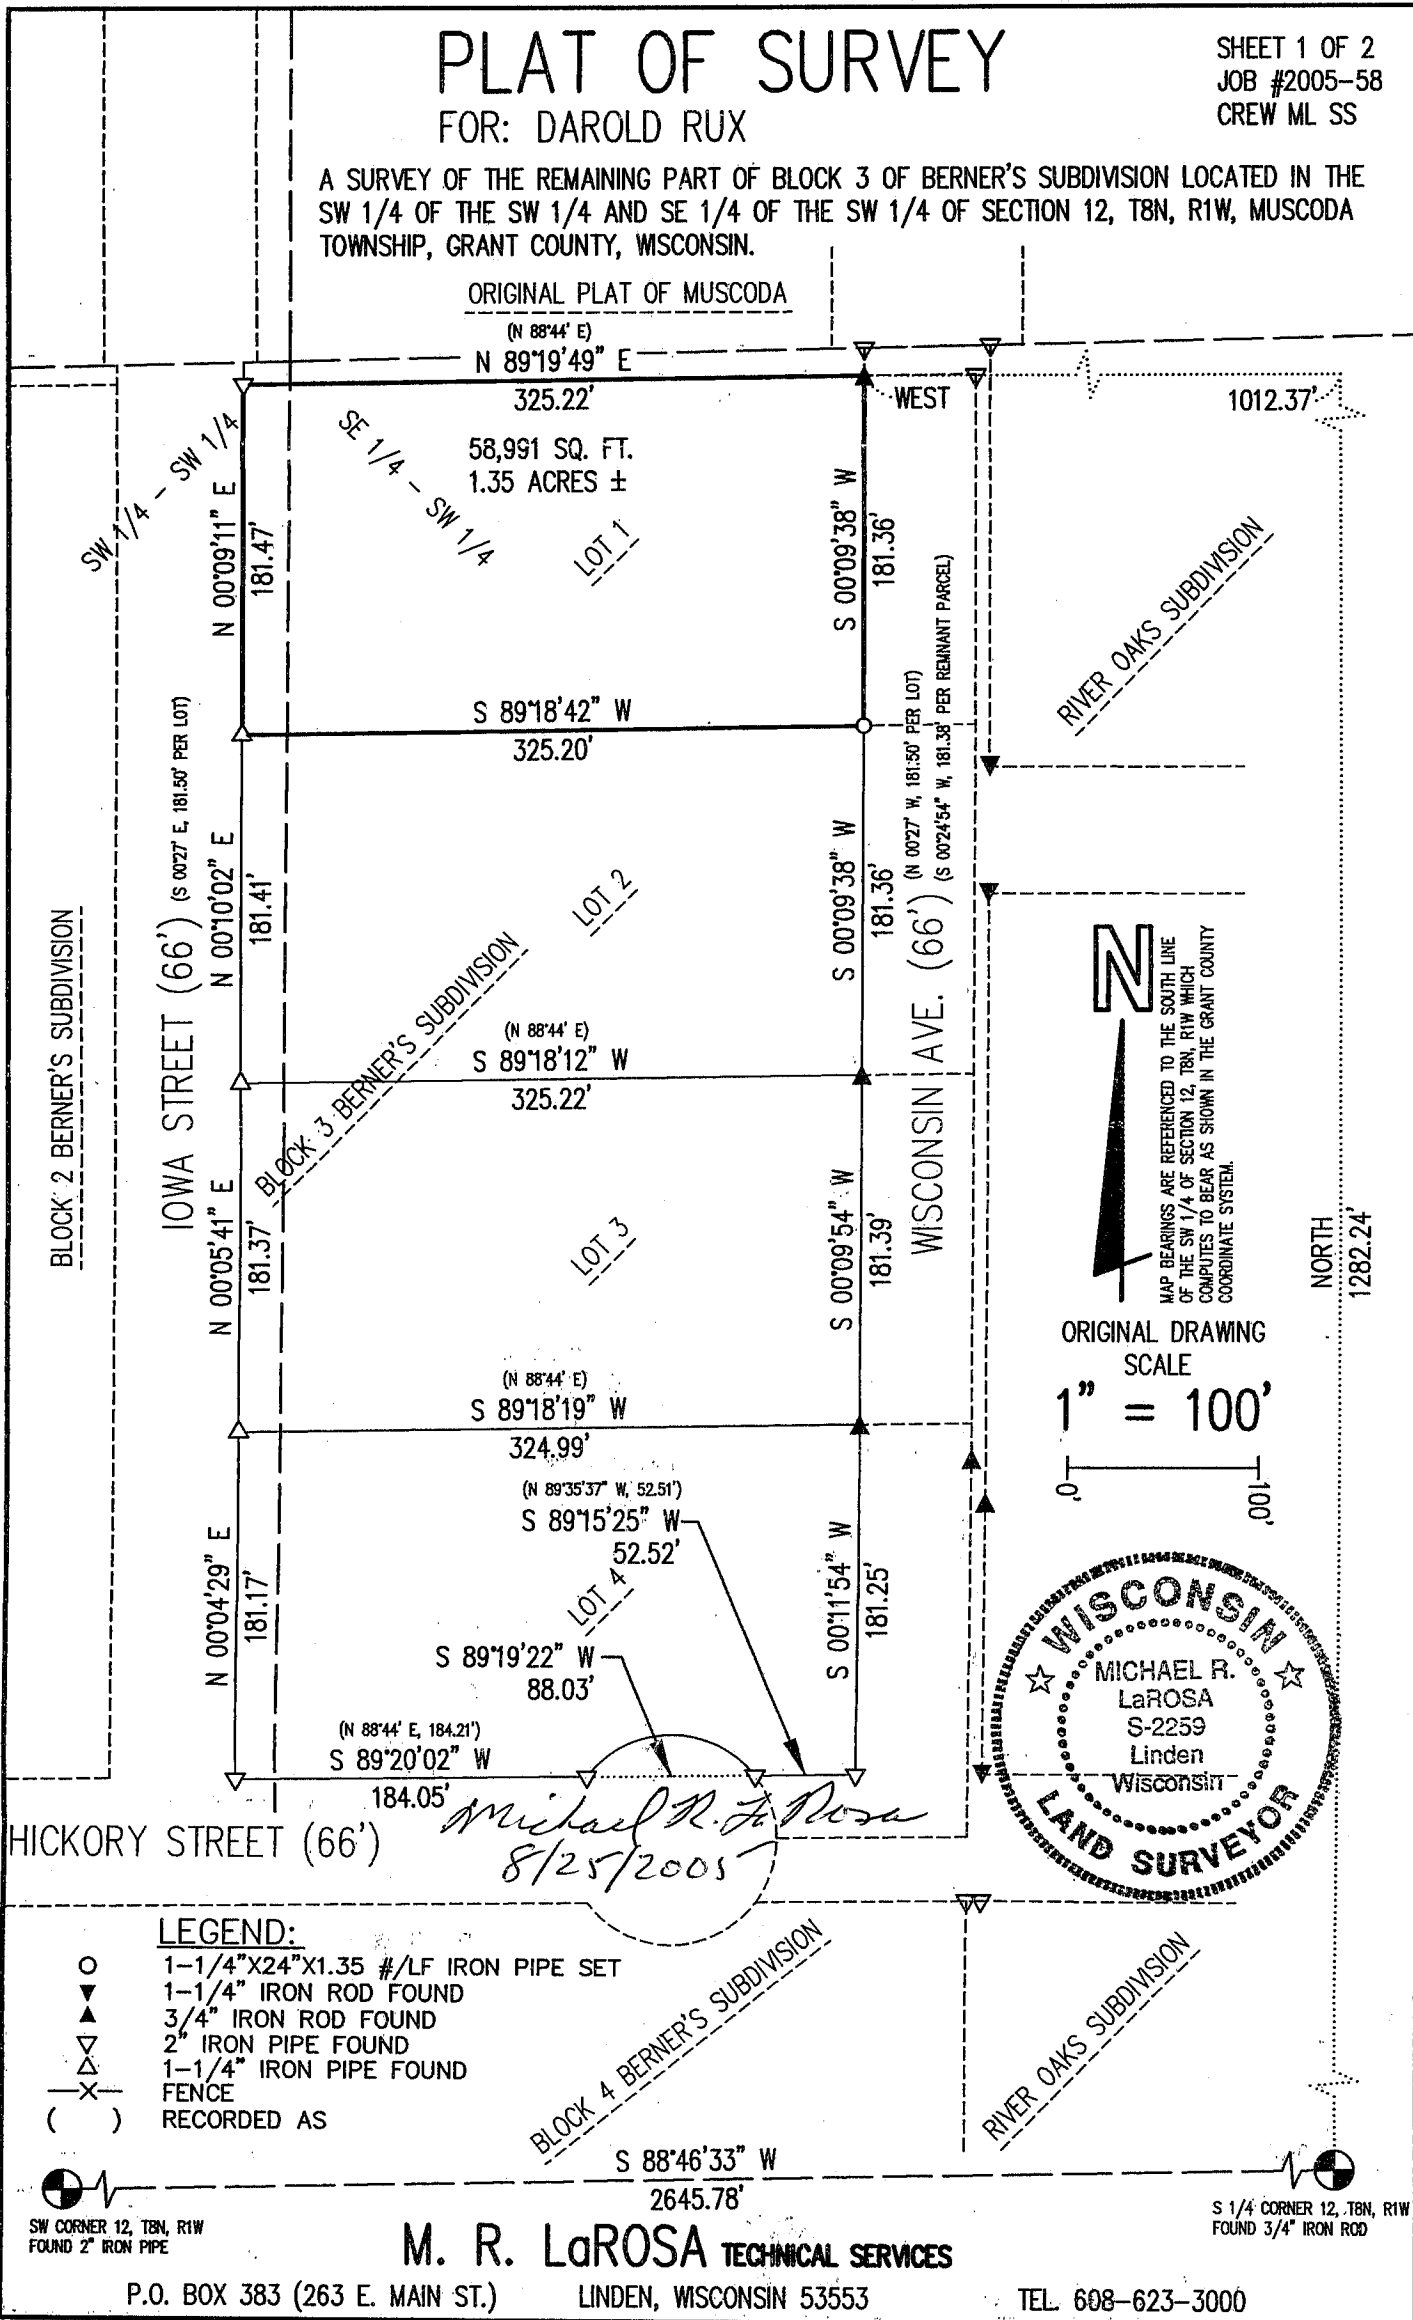 PLAT OF SURVEY
FOR: DAROLD RUX
SHEET 1 OF 2
JOB #2005-58
CREW ML SS
A SURVEY OF THE REMAINING PART OF BLOCK 3 OF BERNER'S SUBDIVISION LOCATED IN THE
SW 1/4 OF THE SW 1/4 AND SE 1/4 OF THE SW 1/4 OF SECTION 12, T8N, R1W, MUSCODA
TOWNSHIP, GRANT COUNTY, WISCONSIN.
ORIGINAL PLAT OF MUSCODA
(N 88°44' E)
N 89°19'49" E
325.22'
WEST
1012.37'
58,991 SQ. FT.
1.35 ACRES ±
SW 1/4 - SW 1/4
SE 1/4 - SW 1/4
LOT 1
N 00°09'11" E
181.47'
S 00°09'38" W
181.36'
RIVER OAKS SUBDIVISION
S 89°18'42" W
325.20'
IOWA STREET (66')
(S 00°27' E, 181.50' PER LOT)
N 00°10'02" E
181.41'
LOT 2
S 00°09'38" W
181.36'
WISCONSIN AVE. (66')
(N 00°27' W, 181.50' PER LOT)
(S 00°24'54" W, 181.38' PER REMNANT PARCEL)
BLOCK 2 BERNER'S SUBDIVISION
BLOCK 3 BERNER'S SUBDIVISION
(N 88°44' E)
S 89°18'12" W
325.22'
N
MAP BEARINGS ARE REFERENCED TO THE SOUTH LINE
OF THE SW 1/4 OF SECTION 12, T8N, R1W WHICH
COMPUTES TO BEAR AS SHOWN IN THE GRANT COUNTY
COORDINATE SYSTEM.
N 00°05'41" E
181.37'
LOT 3
S 00°09'54" W
181.39'
NORTH
1282.24'
ORIGINAL DRAWING
SCALE
1" = 100'
0'
100'
(N 88°44' E)
S 89°18'19" W
324.99'
(N 89°35'37" W, 52.51')
S 89°15'25" W
52.52'
N 00°04'29" E
181.17'
LOT 4
S 00°11'54" W
181.25'
S 89°19'22" W
88.03'
(N 88°44' E, 184.21')
S 89°20'02" W
184.05'
WISCONSIN
MICHAEL R.
LaROSA
S-2259
Linden
Wisconsin
LAND SURVEYOR
Michael R. LaRosa
8/25/2005
HICKORY STREET (66')
LEGEND:
1-1/4"X24"X1.35 #/LF IRON PIPE SET
1-1/4" IRON ROD FOUND
3/4" IRON ROD FOUND
2" IRON PIPE FOUND
1-1/4" IRON PIPE FOUND
—X— FENCE
( ) RECORDED AS
BLOCK 4 BERNER'S SUBDIVISION
RIVER OAKS SUBDIVISION
S 88°46'33" W
2645.78'
SW CORNER 12, T8N, R1W
FOUND 2" IRON PIPE
S 1/4 CORNER 12, T8N, R1W
FOUND 3/4" IRON ROD
M. R. LaROSA TECHNICAL SERVICES
P.O. BOX 383 (263 E. MAIN ST.) LINDEN, WISCONSIN 53553 TEL. 608-623-3000